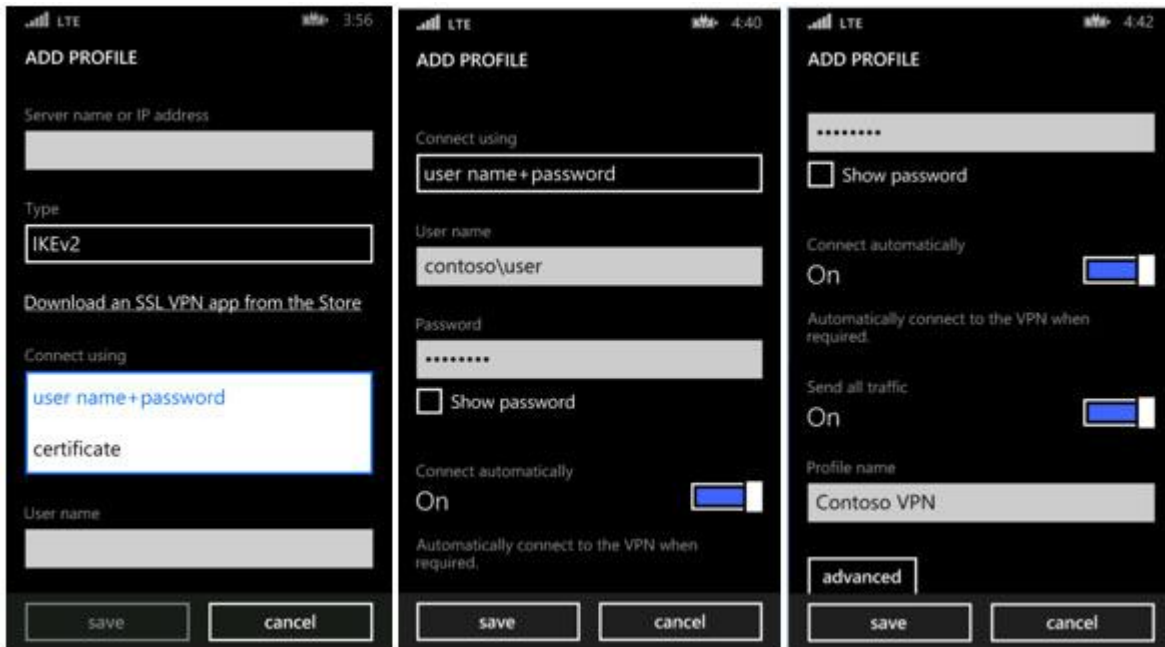 LTE 3:56
ADD PROFILE
Server name or IP address
Type
IKEv2
Download an SSL VPN app from the Store
Connect using
user name+password
certificate
User name
save cancel
LTE 4:40
ADD PROFILE
Connect using
user name+password
User name
contoso\user
Password
••••••••
Show password
Connect automatically
On
Automatically connect to the VPN when
required.
save cancel
LTE 4:42
ADD PROFILE
••••••••
Show password
Connect automatically
On
Automatically connect to the VPN when
required.
Send all traffic
On
Profile name
Contoso VPN
advanced
save cancel